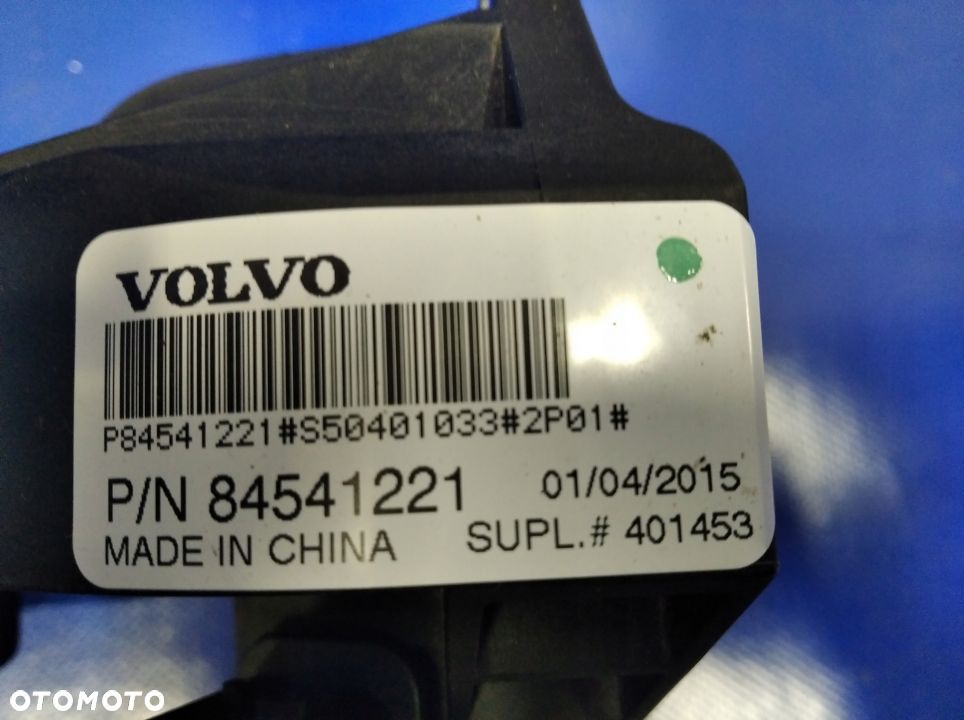 VOLVO
P84541221#S50401033#2P01#
P/N 84541221 01/04/2015
MADE IN CHINA SUPL.# 401453
OTOMOTO